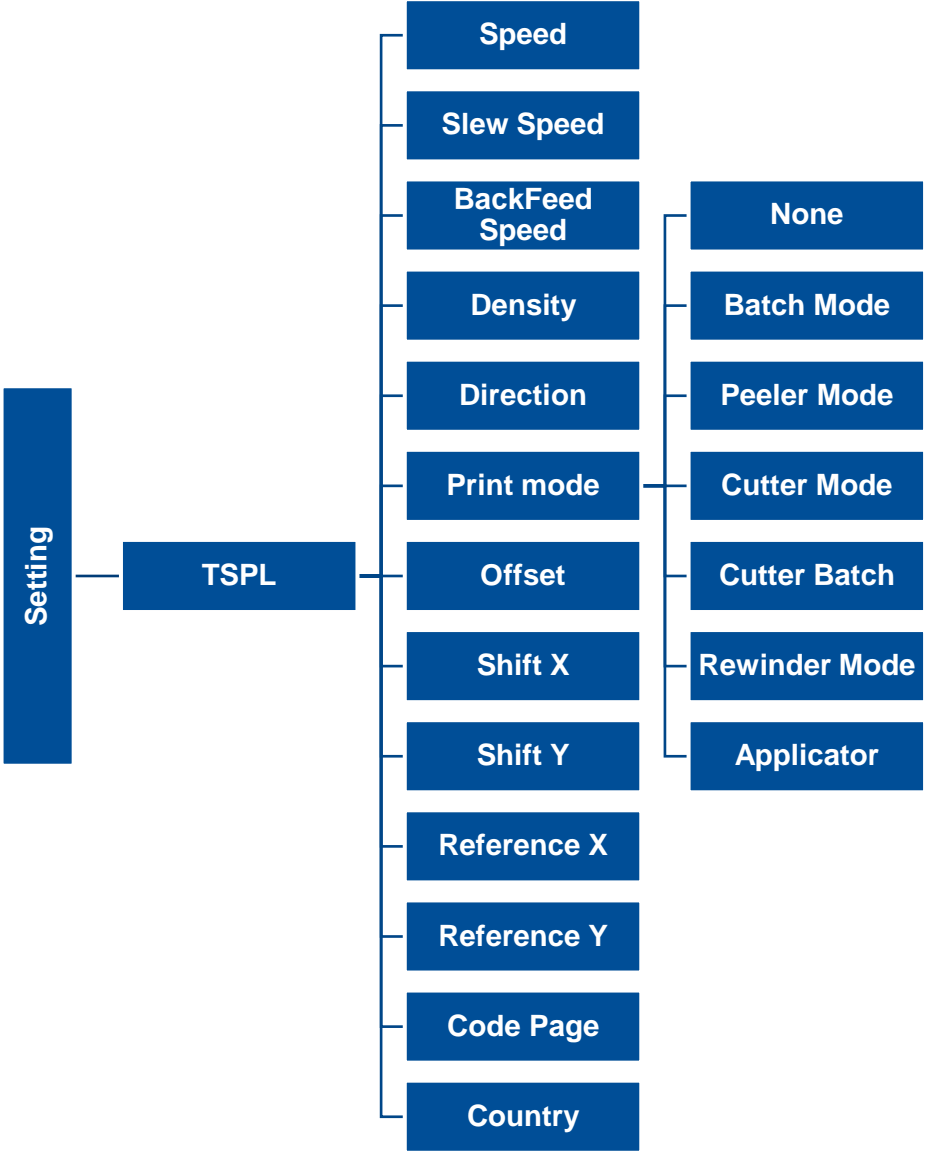 Setting
TSPL
Speed
Slew Speed
BackFeed
Speed
Density
Direction
Print mode
Offset
Shift X
Shift Y
Reference X
Reference Y
Code Page
Country
None
Batch Mode
Peeler Mode
Cutter Mode
Cutter Batch
Rewinder Mode
Applicator